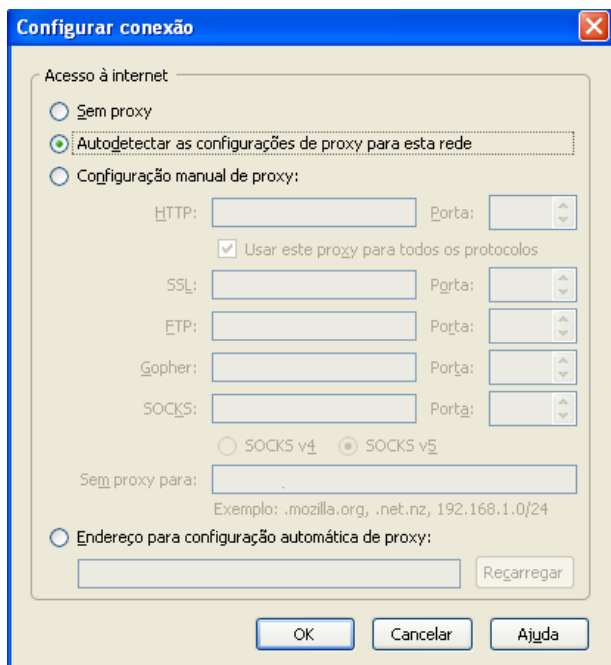 Configurar conexão
Acesso à internet
Sem proxy
Autodetectar as configurações de proxy para esta rede
Configuração manual de proxy:
HTTP: Porta:
Usar este proxy para todos os protocolos
SSL: Porta:
FTP: Porta:
Gopher: Porta:
SOCKS: Porta:
SOCKS v4 SOCKS v5
Sem proxy para:
Exemplo: .mozilla.org, .net.nz, 192.168.1.0/24
Endereço para configuração automática de proxy:
Recarregar
OK Cancelar Ajuda